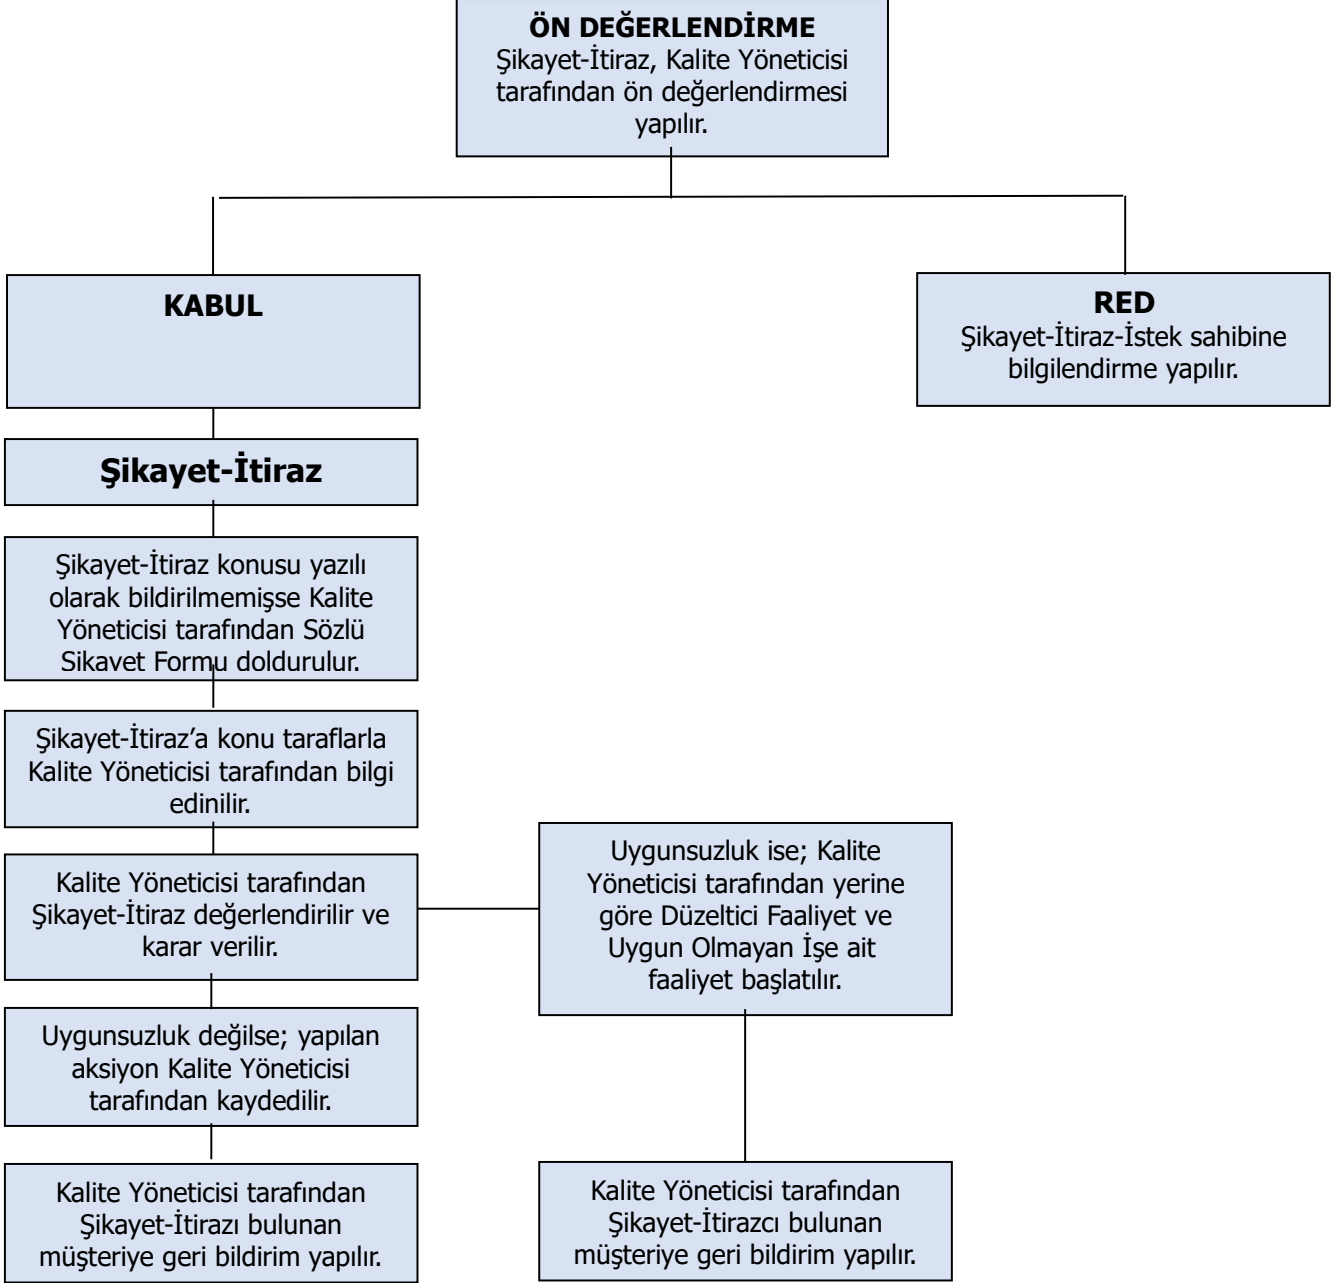 ÖN DEĞERLENDİRME
Şikayet-İtiraz, Kalite Yöneticisi
tarafından ön değerlendirmesi
yapılır.
KABUL
RED
Şikayet-İtiraz-İstek sahibine
bilgilendirme yapılır.
Şikayet-İtiraz
Şikayet-İtiraz konusu yazılı
olarak bildirilmemişse Kalite
Yöneticisi tarafından Sözlü
Şikayet Formu doldurulur.
Şikayet-İtiraz’a konu taraflarla
Kalite Yöneticisi tarafından bilgi
edinilir.
Kalite Yöneticisi tarafından
Şikayet-İtiraz değerlendirilir ve
karar verilir.
Uygunsuzluk ise; Kalite
Yöneticisi tarafından yerine
göre Düzeltici Faaliyet ve
Uygun Olmayan İşe ait
faaliyet başlatılır.
Uygunsuzluk değilse; yapılan
aksiyon Kalite Yöneticisi
tarafından kaydedilir.
Kalite Yöneticisi tarafından
Şikayet-İtirazı bulunan
müşteriye geri bildirim yapılır.
Kalite Yöneticisi tarafından
Şikayet-İtirazcı bulunan
müşteriye geri bildirim yapılır.